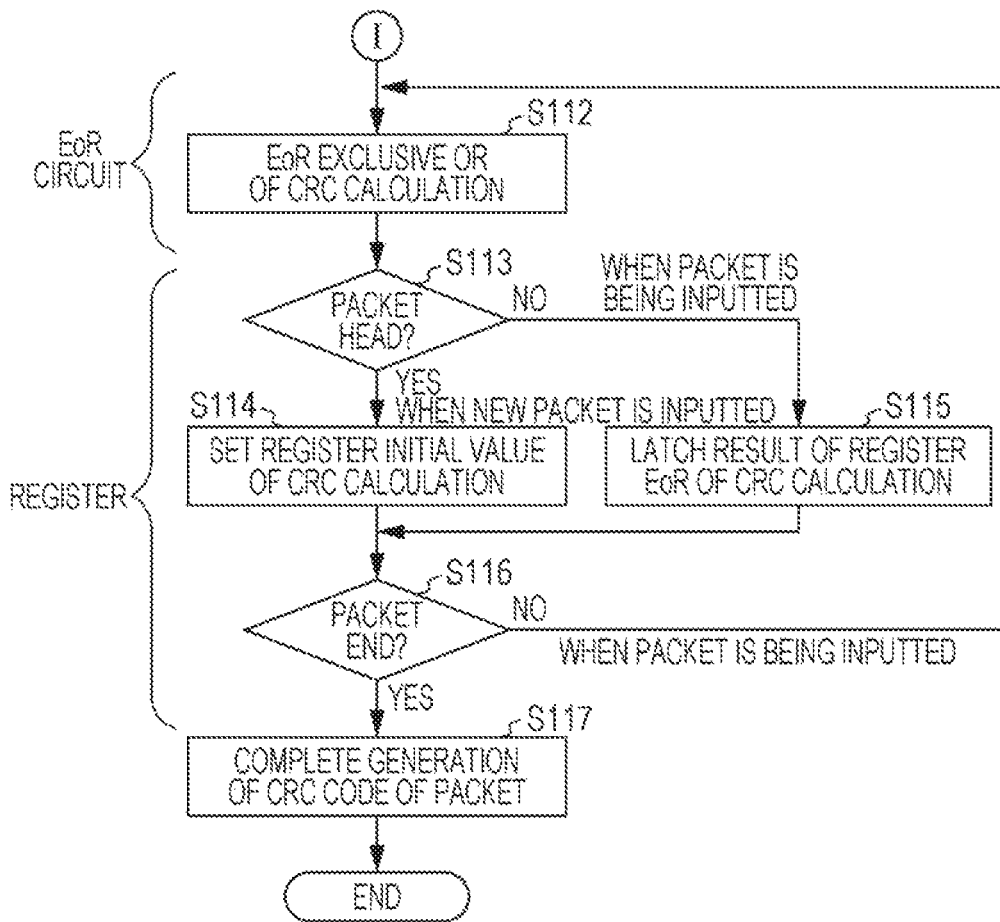 I
S112
EoR
CIRCUIT
EoR EXCLUSIVE OR
OF CRC CALCULATION
S113
PACKET
HEAD?
NO
WHEN PACKET IS
BEING INPUTTED
YES
WHEN NEW PACKET IS INPUTTED
S114
SET REGISTER INITIAL VALUE
OF CRC CALCULATION
S115
LATCH RESULT OF REGISTER
EoR OF CRC CALCULATION
REGISTER
S116
PACKET
END?
NO
WHEN PACKET IS BEING INPUTTED
YES
S117
COMPLETE GENERATION
OF CRC CODE OF PACKET
END